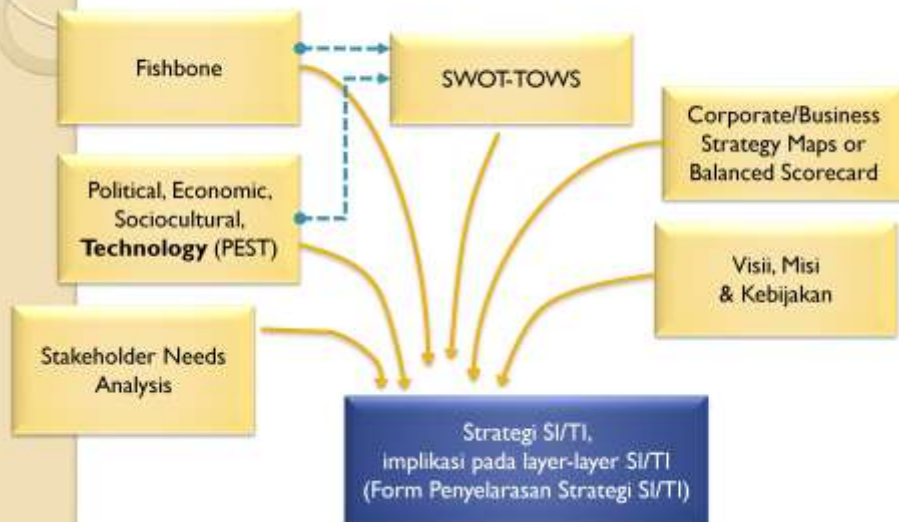 Fishbone
SWOT-TOWS
Corporate/Business
Strategy Maps or
Balanced Scorecard
Political, Economic,
Sociocultural,
Technology (PEST)
Visii, Misi
& Kebijakan
Stakeholder Needs
Analysis
Strategi SI/TI,
implikasi pada layer-layer SI/TI
(Form Penyelarasan Strategi SI/TI)